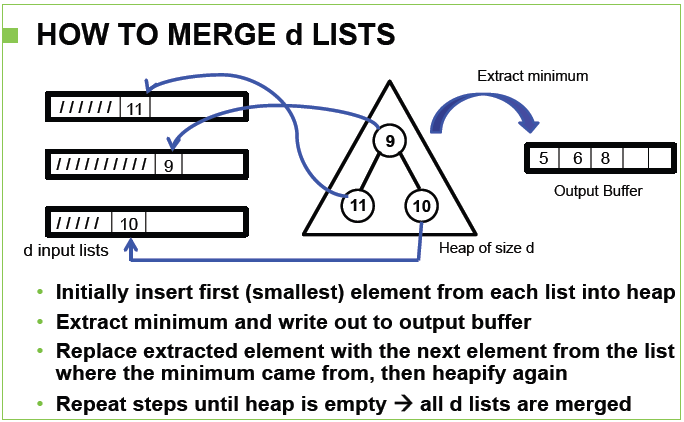 HOW TO MERGE d LISTS
Extract minimum
11
9
10
d input lists
9
11
10
Heap of size d
5 6 8
Output Buffer
• Initially insert first (smallest) element from each list into heap
• Extract minimum and write out to output buffer
• Replace extracted element with the next element from the list
where the minimum came from, then heapify again
• Repeat steps until heap is empty → all d lists are merged